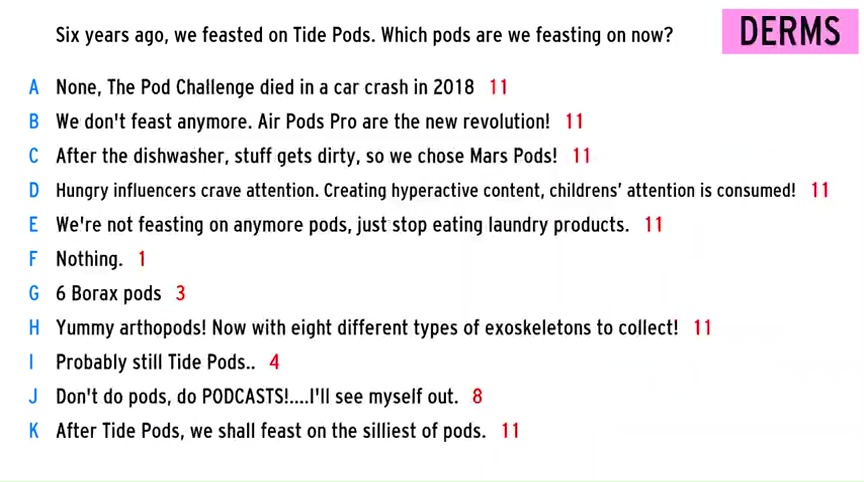 Six years ago, we feasted on Tide Pods. Which pods are we feasting on now?
DERMS
A None, The Pod Challenge died in a car crash in 2018 11
B We don't feast anymore. Air Pods Pro are the new revolution! 11
C After the dishwasher, stuff gets dirty, so we chose Mars Pods! 11
D Hungry influencers crave attention. Creating hyperactive content, childrens’ attention is consumed! 11
E We're not feasting on anymore pods, just stop eating laundry products. 11
F Nothing. 1
G 6 Borax pods 3
H Yummy arthopods! Now with eight different types of exoskeletons to collect! 11
I Probably still Tide Pods.. 4
J Don't do pods, do PODCASTS!....I'll see myself out. 8
K After Tide Pods, we shall feast on the silliest of pods. 11